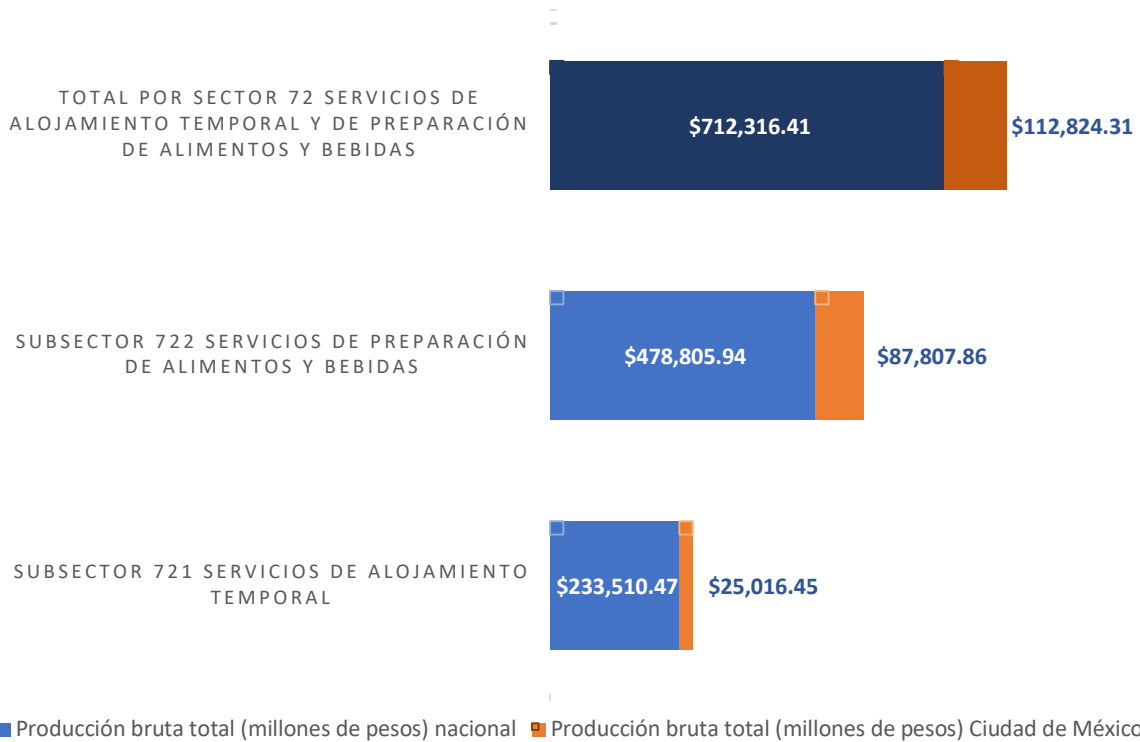 TOTAL POR SECTOR 72 SERVICIOS DE
ALOJAMIENTO TEMPORAL Y DE PREPARACIÓN
DE ALIMENTOS Y BEBIDAS
$712,316.41
$112,824.31
SUBSECTOR 722 SERVICIOS DE PREPARACIÓN
DE ALIMENTOS Y BEBIDAS
$478,805.94
$87,807.86
SUBSECTOR 721 SERVICIOS DE ALOJAMIENTO
TEMPORAL
$233,510.47
$25,016.45
Producción bruta total (millones de pesos) nacional
Producción bruta total (millones de pesos) Ciudad de México